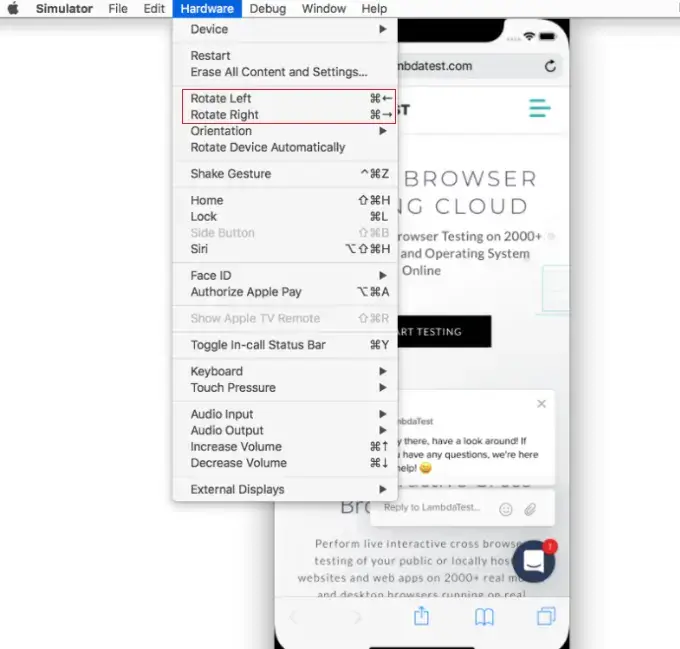 Simulator File Edit Hardware Debug Window Help
Device
Restart
Erase All Content and Settings...
Rotate Left ⌘←
Rotate Right ⌘→
Orientation
Rotate Device Automatically
Shake Gesture ^⌘Z
Home ⇧⌘H
Lock ⌘L
Side Button ⇧⌘B
Siri ⌥⇧⌘H
Face ID
Authorize Apple Pay ⌥⌘A
Show Apple TV Remote ⇧⌘R
Toggle In-call Status Bar ⌘Y
Keyboard
Touch Pressure
Audio Input
Audio Output
Increase Volume ⌘↑
Decrease Volume ⌘↓
External Displays
mbdatest.com
ST
BROWSER
NG CLOUD
rowser Testing on 2000+
and Operating System
Online
ART TESTING
ambdaTest
y there, have a look around! If
u have any questions, we're here
help! 😀
Reply to LambdaTest...
1
Perform live interactive cross browse
testing of your public or locally hos
websites and web apps on 2000+ real m
and desktop browsers running on real